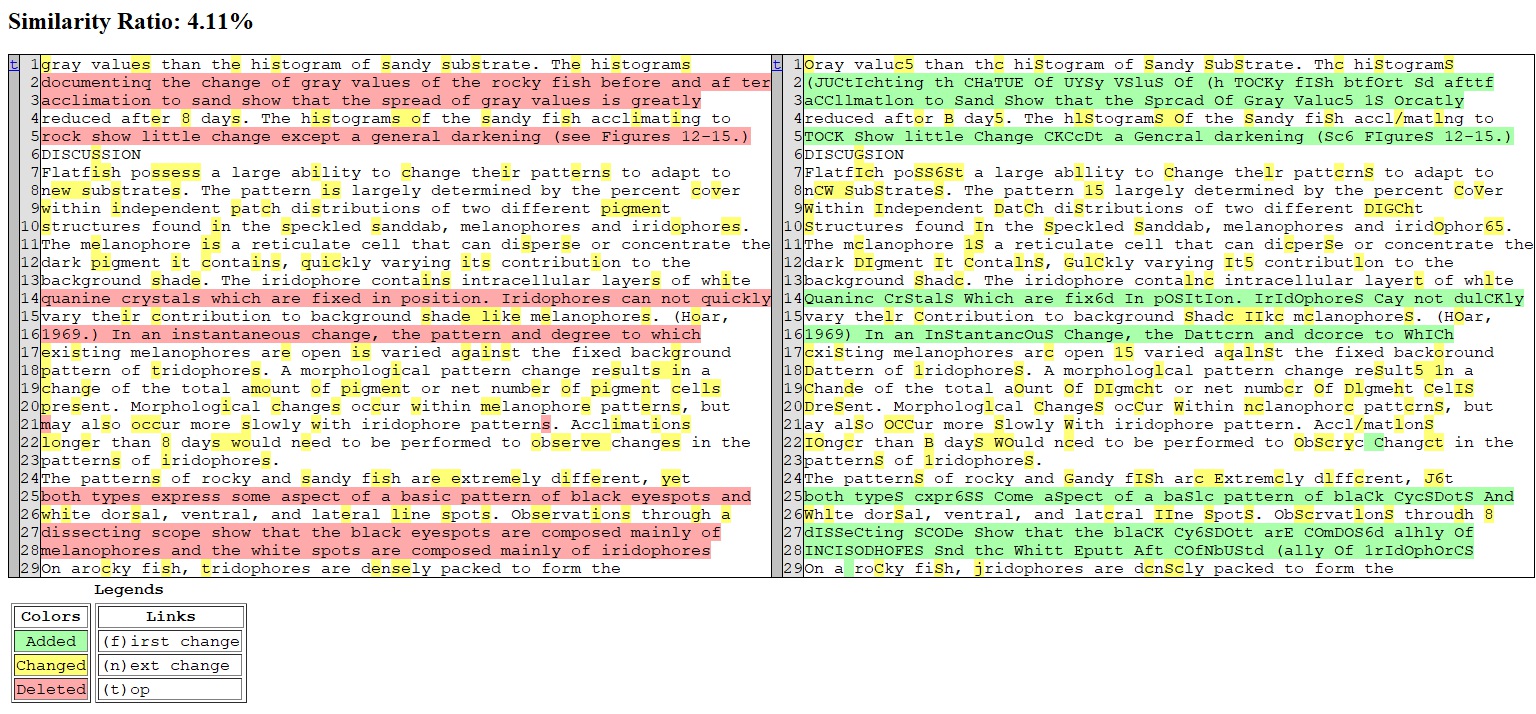 Similarity Ratio: 4.11%
t 1 gray values than the histogram of sandy substrate. The histograms
2 documentinq the change of gray values of the rocky fish before and af ter
3 acclimation to sand show that the spread of gray values is greatly
4 reduced after 8 days. The histograms of the sandy fish acclimating to
5 rock show little change except a general darkening (see Figures 12-15.)
6 DISCUSSION
7 Flatfish possess a large ability to change their patterns to adapt to
8 new substrates. The pattern is largely determined by the percent cover
9 within independent patch distributions of two different pigment
10 structures found in the speckled sanddab, melanophores and iridophores.
11 The melanophore is a reticulate cell that can disperse or concentrate the
12 dark pigment it contains, quickly varying its contribution to the
13 background shade. The iridophore contains intracellular layers of white
14 quanine crystals which are fixed in position. Iridophores can not quickly
15 vary their contribution to background shade like melanophores. (Hoar,
16 1969.) In an instantaneous change, the pattern and degree to which
17 existing melanophores are open is varied against the fixed background
18 pattern of tridophores. A morphological pattern change results in a
19 change of the total amount of pigment or net number of pigment cells
20 present. Morphological changes occur within melanophore patterns, but
21 may also occur more slowly with iridophore patterns. Acclimations
22 longer than 8 days would need to be performed to observe changes in the
23 patterns of iridophores.
24 The patterns of rocky and sandy fish are extremely different, yet
25 both types express some aspect of a basic pattern of black eyespots and
26 white dorsal, ventral, and lateral line spots. Observations through a
27 dissecting scope show that the black eyespots are composed mainly of
28 melanophores and the white spots are composed mainly of iridophores
29 On arocky fish, tridophores are densely packed to form the
t 1 Oray valuc5 than thc hiStogram of Sandy SubStrate. Thc hiStogramS
2 (JUCtIchting th CHaTUE Of UYSy VSluS Of (h TOCKy fISh btfOrt Sd afttf
3 aCCllmatlon to Sand Show that the Sprcad Of Gray Valuc5 1S Orcatly
4 reduced aftor B day5. The hlStogramS Of the Sandy fiSh accl/matlng to
5 TOCK Show little Change CKCcDt a Gencral darkening (Sc6 FIgureS 12-15.)
6 DISCUGSION
7 FlatfIch poSS6St a large abllity to Change thelr pattcrnS to adapt to
8 nCW SubStrateS. The pattern 15 largely determined by the percent CoVer
9 Within Independent DatCh diStributions of two different DIGCht
10 Structures found In the Speckled Sanddab, melanophores and iridOphor65.
11 The mclanophore 1S a reticulate cell that can dicperSe or concentrate the
12 dark DIgment It ContalnS, GulCkly varying It5 contributlon to the
13 background Shadc. The iridophore containc intracellular layert of whlte
14 Quaninc CrStalS Which are fix6d In pOSItIon. IrIdOphoreS Cay not dulCKly
15 vary thelr Contribution to background Shadc IIkc mclanophoreS. (HOar,
16 1969) In an InStantancOuS Change, the Dattcrn and dcorce to WhICh
17 cxiSting melanophores arc open 15 varied aqalnSt the fixed backoround
18 Dattern of 1ridophoreS. A morphologlcal pattern change reSult5 1n a
19 Chande of the total aOunt Of DIgmcht or net numbcr Of Dlgmeht CelIS
20 DreSent. Morphologlcal ChangeS ocCur Within nclanophorc pattcrnS, but
21 ay alSo OCCur more Slowly With iridophore pattern. Accl/matlonS
22 IOngcr than B dayS WOuld nced to be performed to ObScryc Changct in the
23 patternS of 1ridophoreS.
24 The patternS of rocky and Gandy fISh arc Extremcly dlffcrent, J6t
25 both typeS cxpr6SS Come aSpect of a baSlc pattern of blaCk CycSDotS And
26 Whlte dorSal, ventral, and latcral IIne SpotS. ObScrvatlonS throudh 8
27 dISSeCting SCODe Show that the blaCK Cy6SDOtt arE COmDOS6d alhly Of
28 INCISODHOFES Snd thc Whitt Eputt Aft COfNbUStd (ally Of 1rIdOphOrCS
29 On a roCky fiSh, jridophores are dcnScly packed to form the
Legends
Colors
Added
Changed
Deleted
Links
(f)irst change
(n)ext change
(t)op